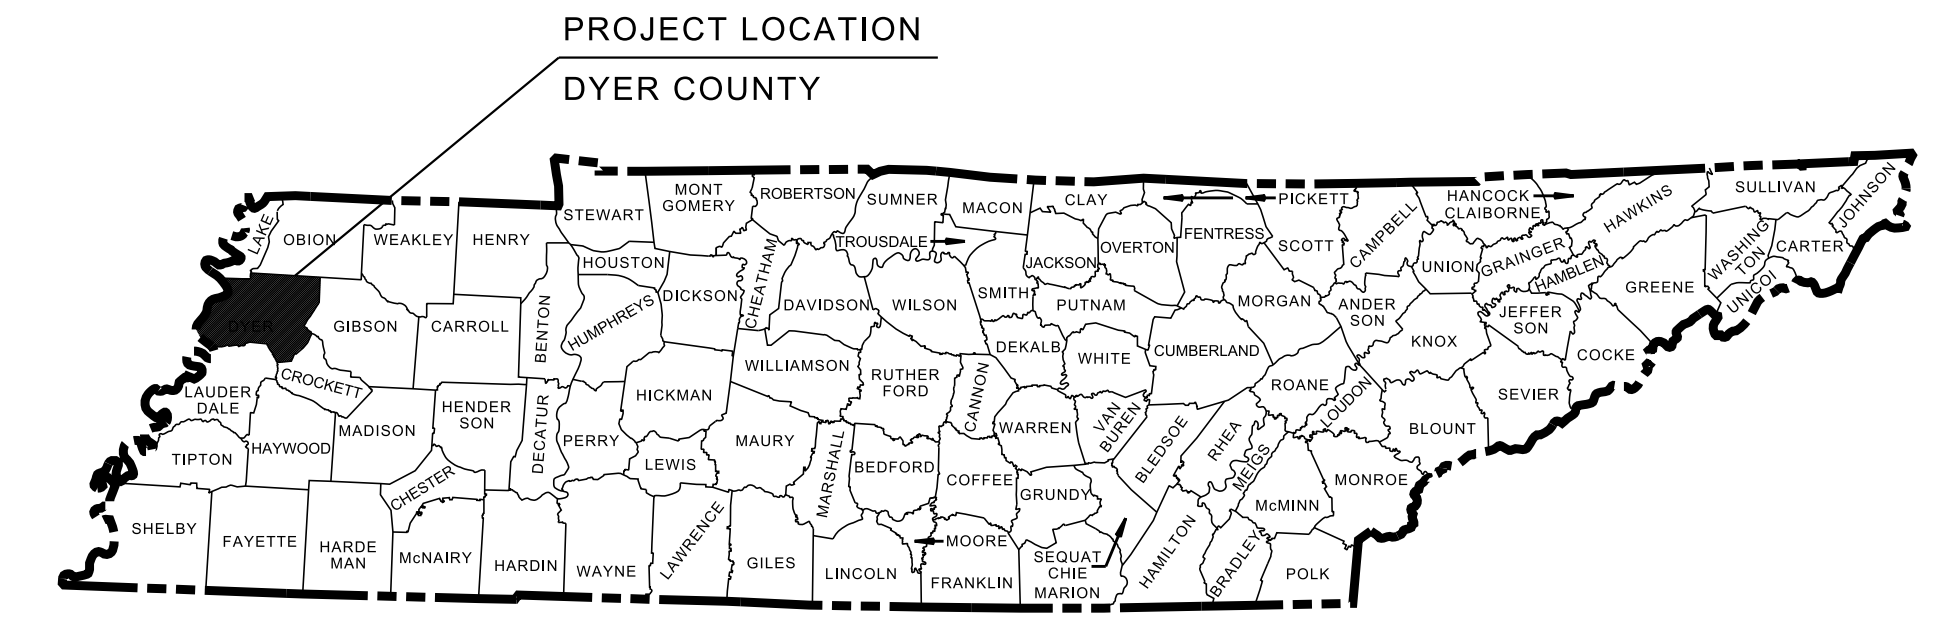 PROJECT LOCATION
DYER COUNTY
LAKE
OBION
WEAKLEY
HENRY
STEWART
MONT
GOMERY
ROBERTSON
SUMNER
MACON
CLAY
PICKETT
HANCOCK
CLAIBORNE
HAWKINS
SULLIVAN
JOHNSON
TROUSDALE
JACKSON
OVERTON
FENTRESS
SCOTT
CAMPBELL
UNION
GRAINGER
HAMBLEN
WASHING
TON
CARTER
UNICOI
GREENE
HOUSTON
DICKSON
CHEATHAM
DAVIDSON
WILSON
SMITH
PUTNAM
MORGAN
ANDER
SON
JEFFER
SON
DYER
GIBSON
CARROLL
BENTON
HUMPHREYS
WILLIAMSON
RUTHER
FORD
CANNON
DEKALB
WHITE
CUMBERLAND
KNOX
COCKE
CROCKETT
LAUDER
DALE
HAYWOOD
MADISON
HENDER
SON
DECATUR
PERRY
HICKMAN
LEWIS
MAURY
MARSHALL
BEDFORD
COFFEE
WARREN
VAN
BUREN
BLEDSOE
RHEA
MEIGS
ROANE
LOUDON
BLOUNT
SEVIER
TIPTON
CHESTER
GRUNDY
McMINN
MONROE
SHELBY
FAYETTE
HARDE
MAN
McNAIRY
HARDIN
WAYNE
LAWRENCE
GILES
LINCOLN
MOORE
FRANKLIN
SEQUAT
CHIE
MARION
HAMILTON
BRADLEY
POLK